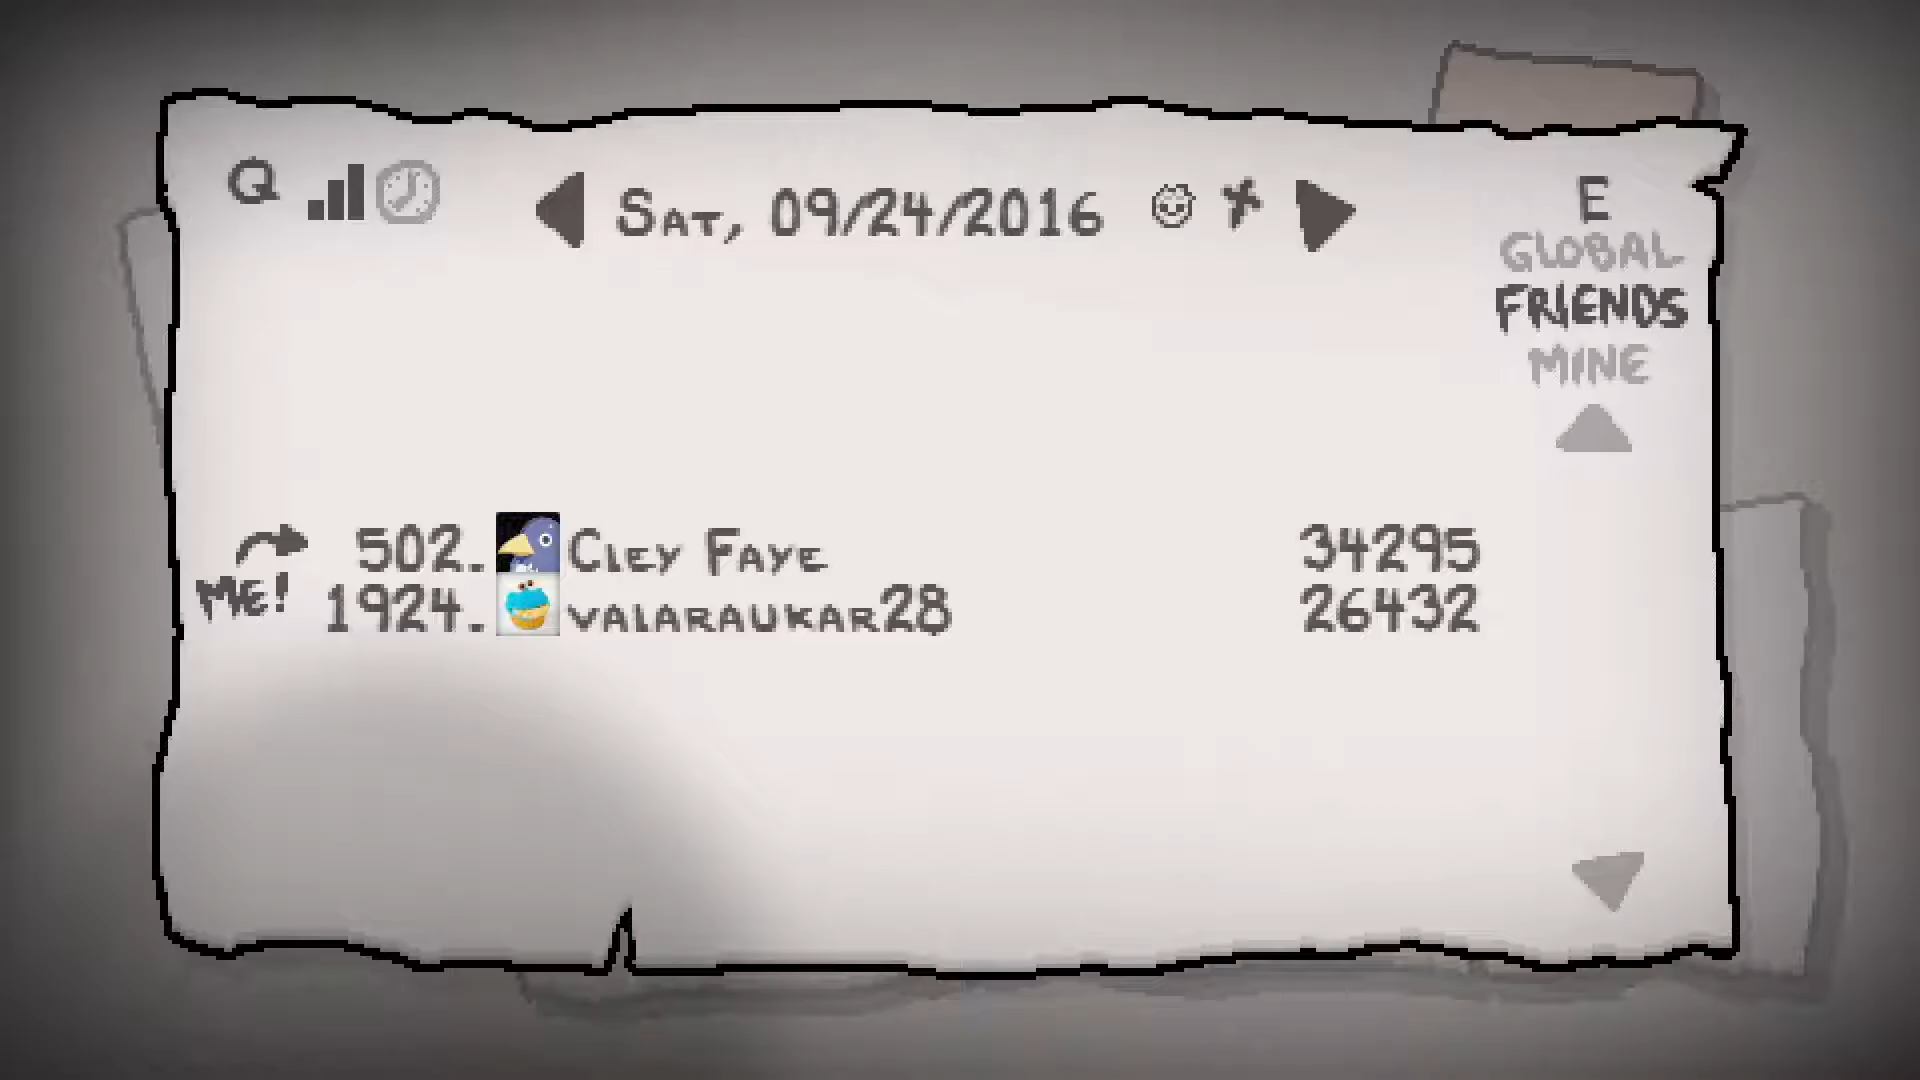 Q
SAT, 09/24/2016
E
GLOBAL
FRIENDS
MINE
ME!
502. CLEY FAYE 34295
1924. VALARAUKAR28 26432